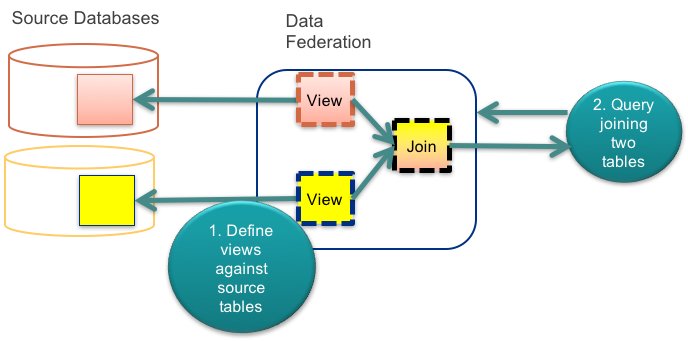 Source Databases
Data
Federation
View
Join
View
1. Define
views
against
source
tables
2. Query
joining
two
tables